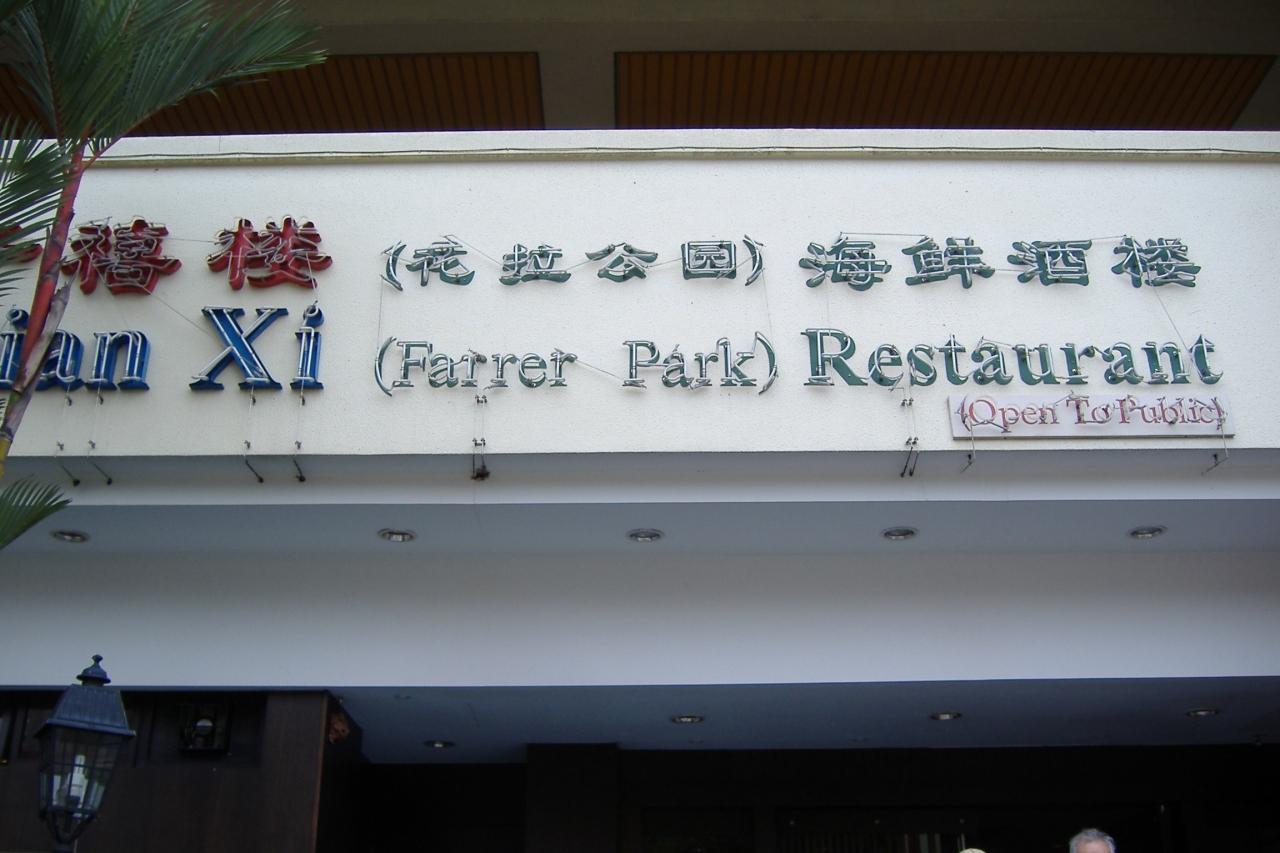 禧楼 (花拉公园) 海鲜酒楼
ian Xi (Farrer Park) Restaurant
(Open To Public)